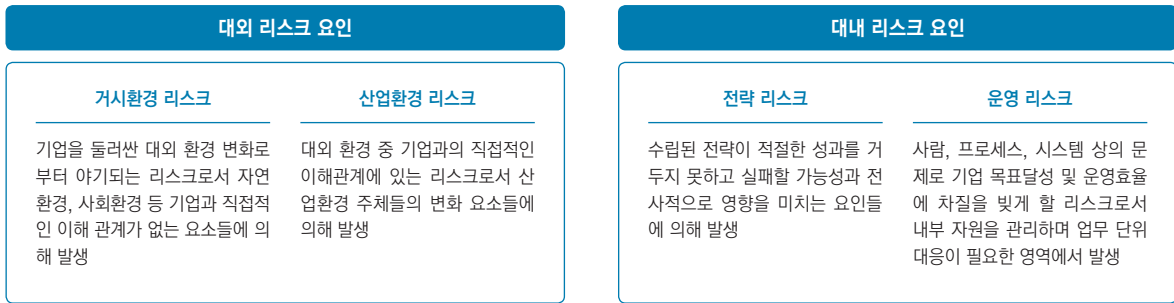 대외 리스크 요인
거시환경 리스크
기업을 둘러싼 대외 환경 변화로
부터 야기되는 리스크로서 자연
환경, 사회환경 등 기업과 직접적
인 이해 관계가 없는 요소들에 의
해 발생
산업환경 리스크
대외 환경 중 기업과의 직접적인
이해관계에 있는 리스크로서 산
업환경 주체들의 변화 요소들에
의해 발생
대내 리스크 요인
전략 리스크
수립된 전략이 적절한 성과를 거
두지 못하고 실패할 가능성과 전
사적으로 영향을 미치는 요인들
에 의해 발생
운영 리스크
사람, 프로세스, 시스템 상의 문
제로 기업 목표달성 및 운영효율
에 차질을 빚게 할 리스크로서
내부 자원을 관리하며 업무 단위
대응이 필요한 영역에서 발생